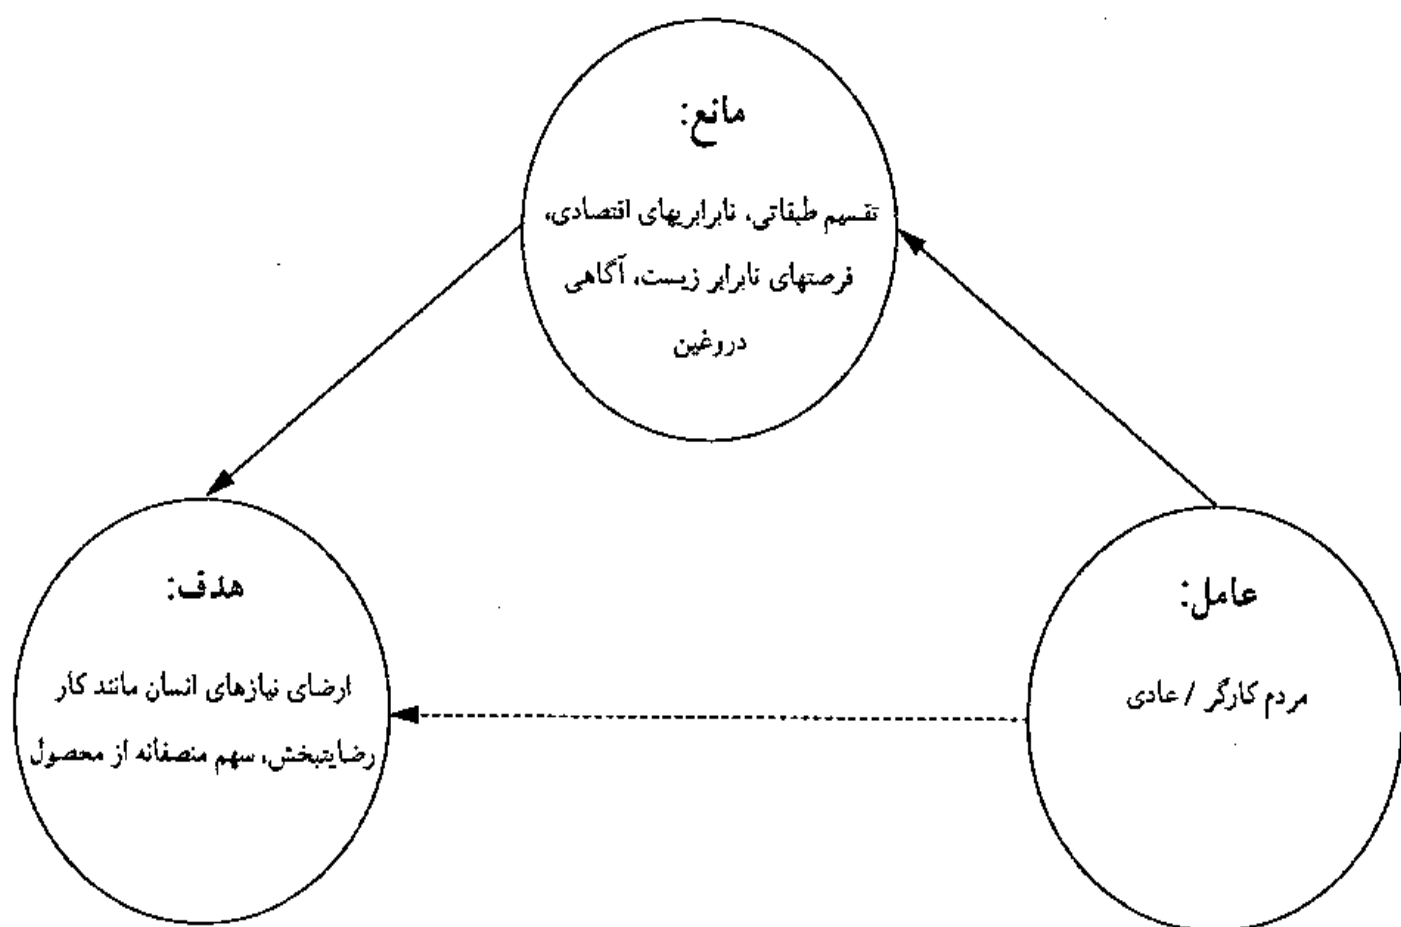 مانع:
تقسیم طبقاتی، نابرابریهای اقتصادی،
فرصتهای نابرابر زیست، آگاهی
دروغین
عامل:
مردم کارگر / عادی
هدف:
ارضای نیازهای انسان مانند کار
رضایتبخش، سهم منصفانه از محصول